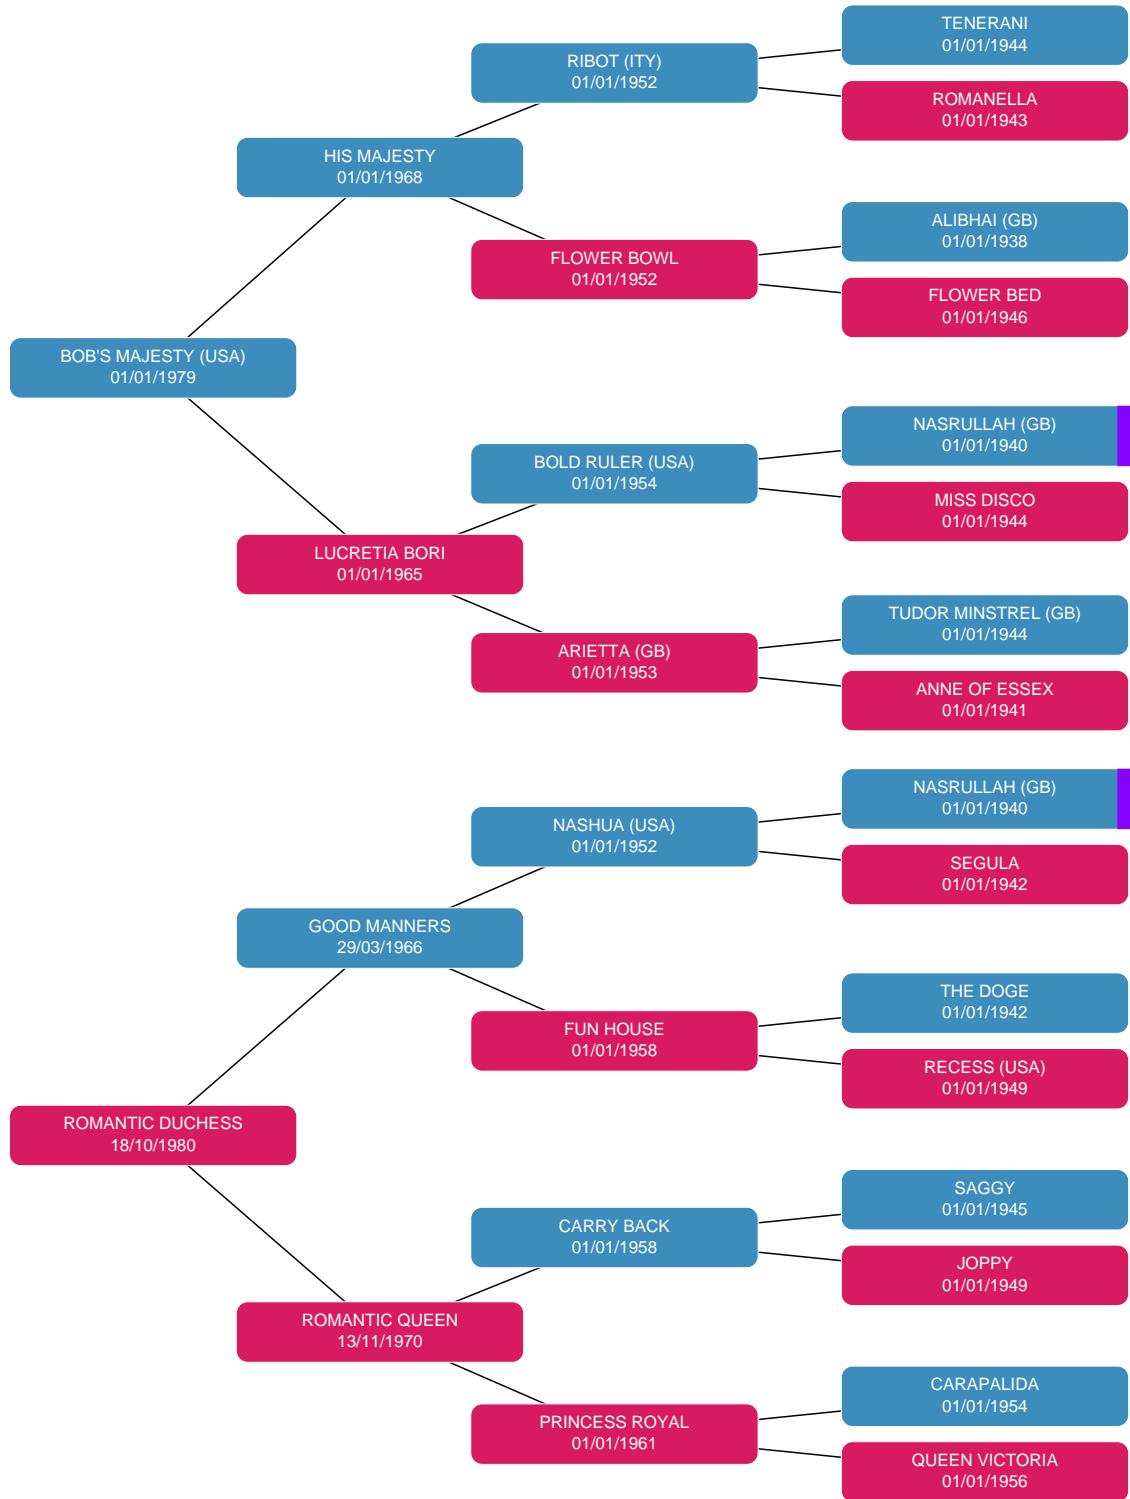 TENERANI
01/01/1944
RIBOT (ITY)
01/01/1952
ROMANELLA
01/01/1943
HIS MAJESTY
01/01/1968
ALIBHAI (GB)
01/01/1938
FLOWER BOWL
01/01/1952
FLOWER BED
01/01/1946
BOB'S MAJESTY (USA)
01/01/1979
NASRULLAH (GB)
01/01/1940
BOLD RULER (USA)
01/01/1954
MISS DISCO
01/01/1944
LUCRETIA BORI
01/01/1965
TUDOR MINSTREL (GB)
01/01/1944
ARIETTA (GB)
01/01/1953
ANNE OF ESSEX
01/01/1941
NASRULLAH (GB)
01/01/1940
NASHUA (USA)
01/01/1952
SEGULA
01/01/1942
GOOD MANNERS
29/03/1966
THE DOGE
01/01/1942
FUN HOUSE
01/01/1958
RECESS (USA)
01/01/1949
ROMANTIC DUCHESS
18/10/1980
SAGGY
01/01/1945
CARRY BACK
01/01/1958
JOPPY
01/01/1949
ROMANTIC QUEEN
13/11/1970
CARAPALIDA
01/01/1954
PRINCESS ROYAL
01/01/1961
QUEEN VICTORIA
01/01/1956